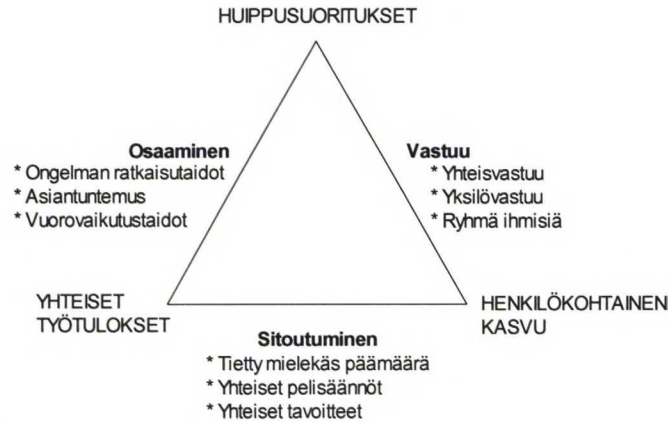 HUIPPUSUORITUKSET
Osaaminen
* Ongelman ratkaisutaidot
* Asiantuntemus
* Vuorovaikutustaidot
Vastuu
* Yhteisvastuu
* Yksilövastuu
* Ryhmä ihmisiä
YHTEISET
TYÖTULOKSET
HENKILÖKOHTAINEN
KASVU
Sitoutuminen
* Tietty mielekäs päämäärä
* Yhteiset pelisäännöt
* Yhteiset tavoitteet